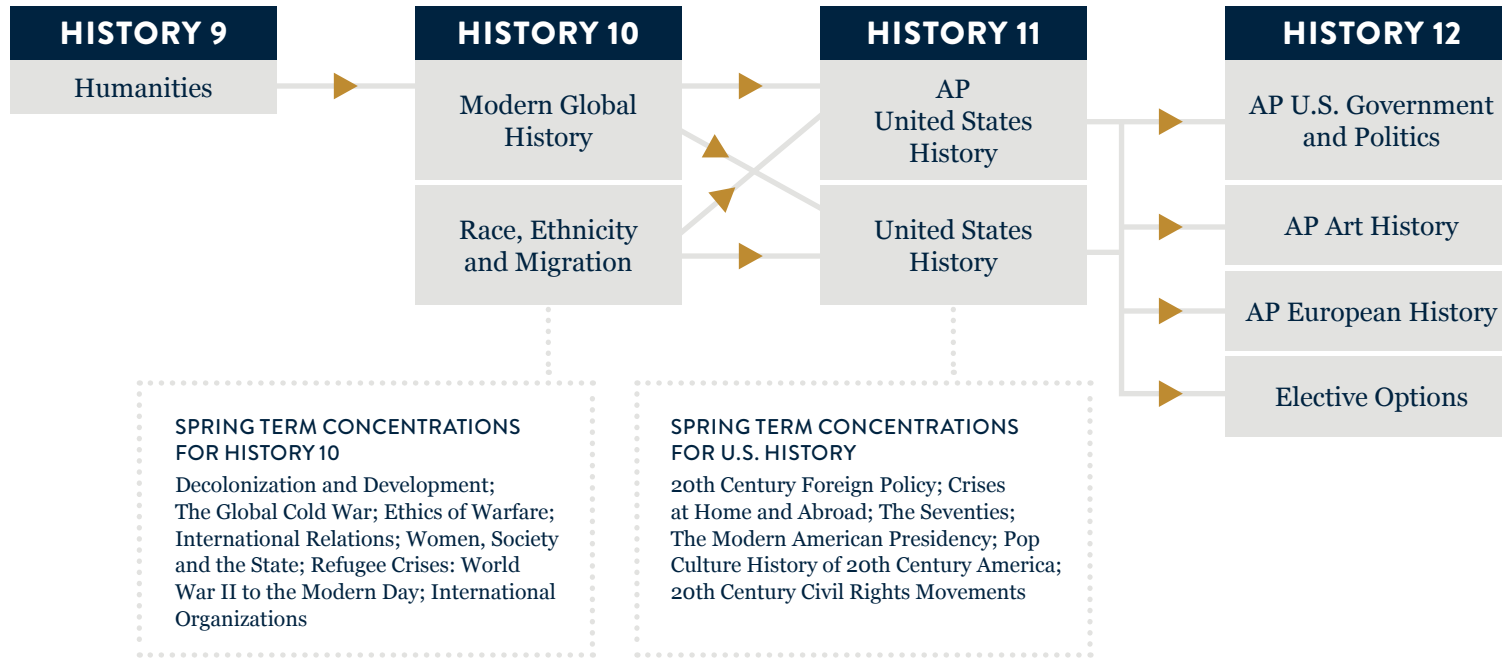 HISTORY 9
Humanities
HISTORY 10
Modern Global
History
Race, Ethnicity
and Migration
HISTORY 11
AP
United States
History
United States
History
HISTORY 12
AP U.S. Government
and Politics
AP Art History
AP European History
Elective Options
SPRING TERM CONCENTRATIONS
FOR HISTORY 10
Decolonization and Development;
The Global Cold War; Ethics of Warfare;
International Relations; Women, Society
and the State; Refugee Crises: World
War II to the Modern Day; International
Organizations
SPRING TERM CONCENTRATIONS
FOR U.S. HISTORY
20th Century Foreign Policy; Crises
at Home and Abroad; The Seventies;
The Modern American Presidency; Pop
Culture History of 20th Century America;
20th Century Civil Rights Movements